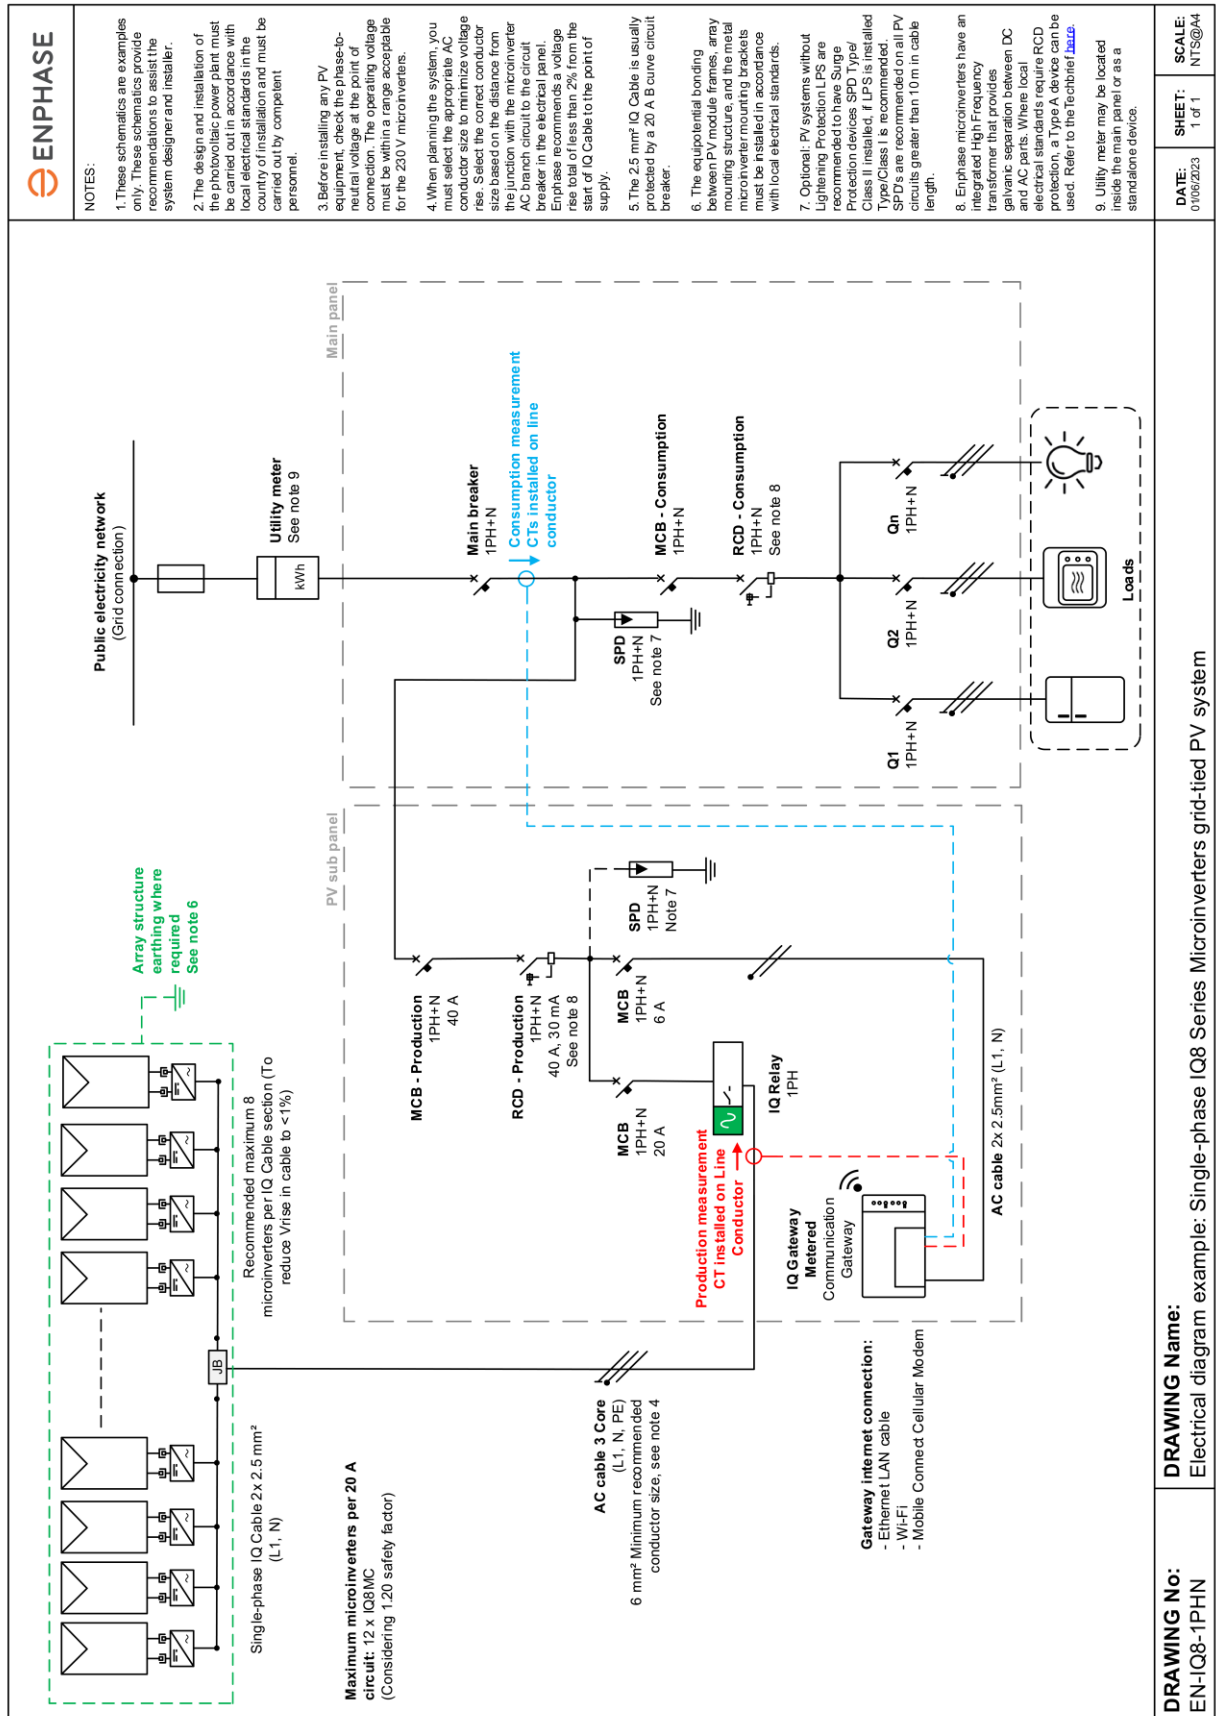 ENPHASE
NOTES:
1. These schematics are examples
only. These schematics provide
recommendations to assist the
system designer and installer.
2. The design and installation of
the photovoltaic power plant must
be carried out in accordance with
local electrical standards in the
country of installation and must be
carried out by competent
personnel.
3. Before installing any PV
equipment, check the phase-to-
neutral voltage at the point of
connection. The operating voltage
must be within a range acceptable
for the 230 V microinverters.
4. When planning the system, you
must select the appropriate AC
conductor size to minimize voltage
rise. Select the correct conductor
size based on the distance from
the junction with the microinverter
AC branch circuit to the circuit
breaker in the electrical panel.
Enphase recommends a voltage
rise total of less than 2% from the
start of IQ Cable to the point of
supply.
5. The 2.5 mm² IQ Cable is usually
protected by a 20 A B curve circuit
breaker.
6. The equipotential bonding
between PV module frames, array
mounting structure, and the metal
microinverter mounting brackets
must be installed in accordance
with local electrical standards.
7. Optional: PV systems without
Lightening Protection LPS are
recommended to have Surge
Protection devices SPD Type/
Class II installed, if LPS is installed
Type/Class I is recommended.
SPD's are recommended on all PV
circuits greater than 10m in cable
length.
8. Enphase microinverters have an
integrated High Frequency
transformer that provides
galvanic separation between DC
and AC parts. Where local
electrical standards require RCD
protection, a Type A device can be
used. Refer to the Techbrief here.
9. Utility meter may be located
inside the main panel or as a
standalone device.
Array structure
earthing where
required
See note 6
Public electricity network
(Grid connection)
Utility meter
See note 9
kWh
Single-phase IQ Cable 2x 2.5 mm²
(L1, N)
JB
Recommended maximum 8
microinverters per IQ Cable section (To
reduce Vrise in cable to <1%)
Maximum microinverters per 20 A
circuit: 12 x IQ8MC
(Considering 1.20 safety factor)
PV sub panel
Main panel
MCB - Production
1PH+N
40 A
RCD - Production
1PH+N
40 A, 30 mA
See note 8
SPD
1PH+N
Note 7
MCB
1PH+N
20 A
MCB
1PH+N
6 A
Main breaker
1PH+N
Consumption measurement
CTs installed on line
conductor
SPD
1PH+N
See note 7
MCB - Consumption
1PH+N
RCD - Consumption
1PH+N
See note 8
AC cable 3 Core
(L1, N, PE)
6 mm² Minimum recommended
conductor size, see note 4
Production measurement
CT installed on Line
Conductor
IQ Relay
1PH
IQ Gateway
Metered
Communication
Gateway
AC cable 2x 2.5mm² (L1, N)
Q1
1PH+N
Q2
1PH+N
Qn
1PH+N
Loads
Gateway internet connection:
- Ethernet LAN cable
- Wi-Fi
- Mobile Connect Cellular Modem
DRAWING No:
EN-IQ8-1PHN
DRAWING Name:
Electrical diagram example: Single-phase IQ8 Series Microinverters grid-tied PV system
DATE:
01/06/2023
SHEET:
1 of 1
SCALE:
NTS@A4